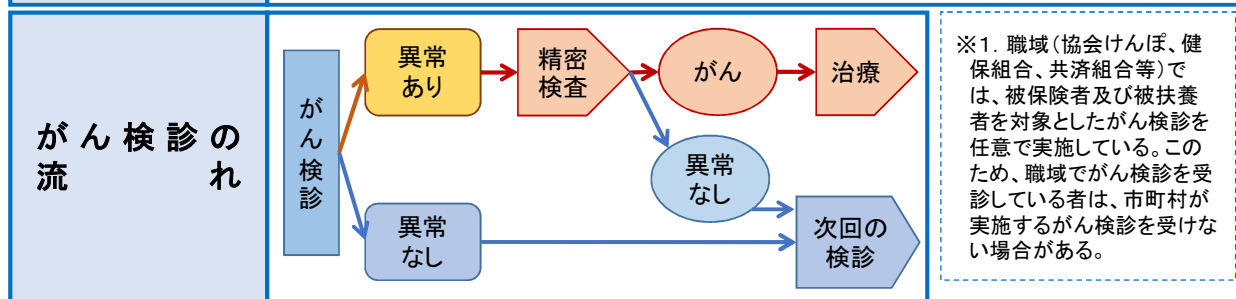 がん検診の
流れ
がん検診
異常
あり
精密
検査
がん
治療
異常
なし
異常
なし
次回の
検診
※1．職域（協会けんぽ、健
保組合、共済組合等）で
は、被保険者及び被扶養
者を対象としたがん検診を
任意で実施している。この
ため、職域でがん検診を受
診している者は、市町村が
実施するがん検診を受けな
い場合がある。